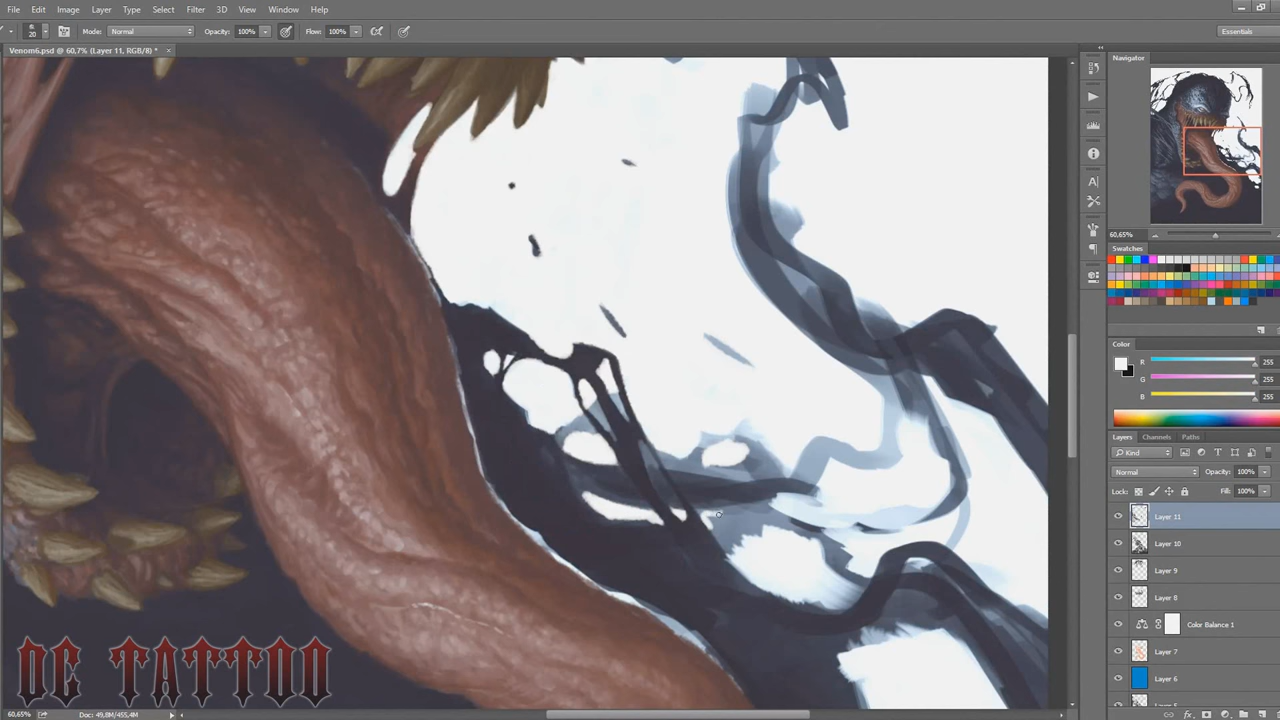 File Edit Image Layer Type Select Filter 3D View Window Help
20 Mode: Normal Opacity: 100% Flow: 100% Essentials
Venom6.psd @ 60,7% (Layer 11, RGB/8) * ×
Navigator
60,65%
Swatches
Color
R 255
G 255
B 255
Layers Channels Paths
Kind
Normal Opacity: 100%
Lock: Fill: 100%
Layer 11
Layer 10
Layer 9
Layer 8
Color Balance 1
Layer 7
Layer 6
DC TATTOO
60,65% Doc: 49,8M/455,4M